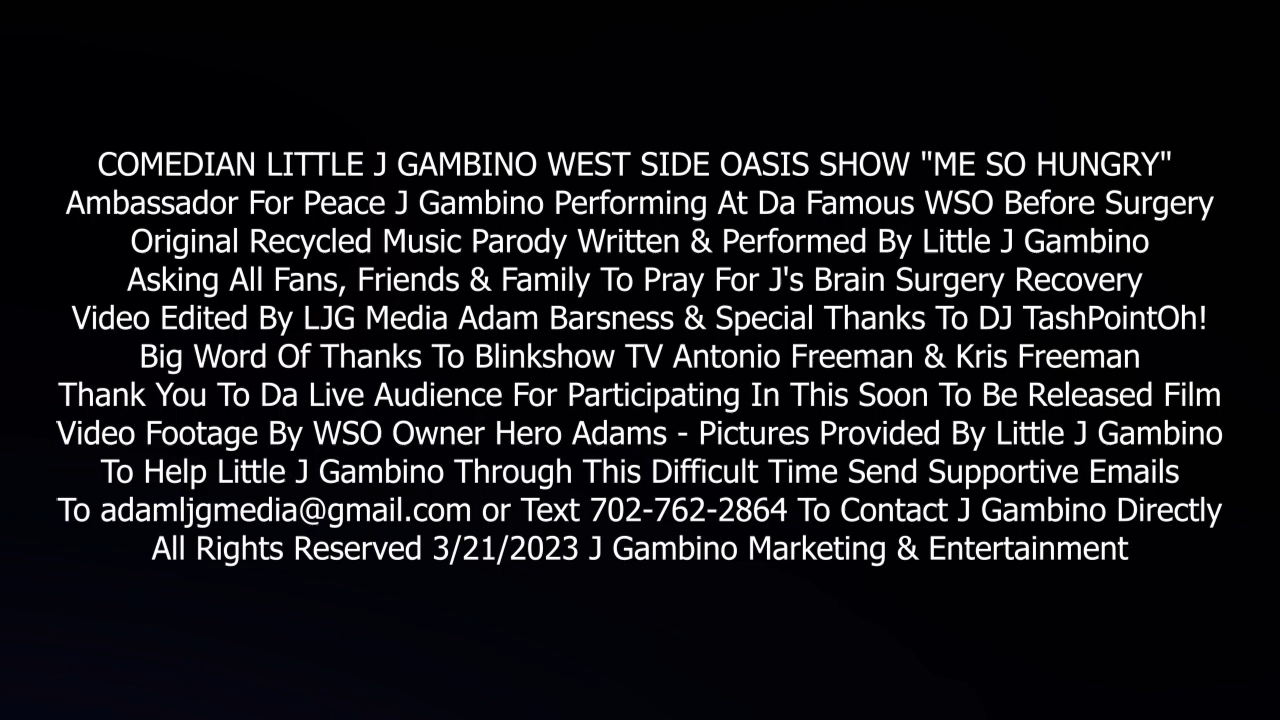 COMEDIAN LITTLE J GAMBINO WEST SIDE OASIS SHOW "ME SO HUNGRY"
Ambassador For Peace J Gambino Performing At Da Famous WSO Before Surgery
Original Recycled Music Parody Written & Performed By Little J Gambino
Asking All Fans, Friends & Family To Pray For J's Brain Surgery Recovery
Video Edited By LJG Media Adam Barsness & Special Thanks To DJ TashPointOh!
Big Word Of Thanks To Blinkshow TV Antonio Freeman & Kris Freeman
Thank You To Da Live Audience For Participating In This Soon To Be Released Film
Video Footage By WSO Owner Hero Adams - Pictures Provided By Little J Gambino
To Help Little J Gambino Through This Difficult Time Send Supportive Emails
To adamljgmedia@gmail.com or Text 702-762-2864 To Contact J Gambino Directly
All Rights Reserved 3/21/2023 J Gambino Marketing & Entertainment